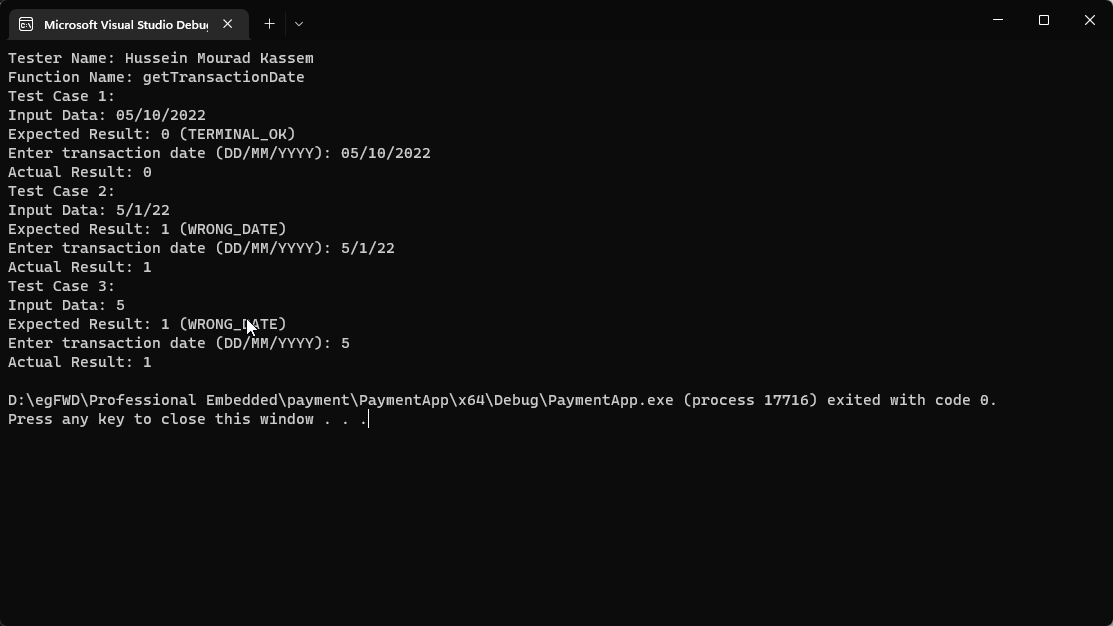 Microsoft Visual Studio Debu
Tester Name: Hussein Mourad Kassem
Function Name: getTransactionDate
Test Case 1:
Input Data: 05/10/2022
Expected Result: 0 (TERMINAL_OK)
Enter transaction date (DD/MM/YYYY): 05/10/2022
Actual Result: 0
Test Case 2:
Input Data: 5/1/22
Expected Result: 1 (WRONG_DATE)
Enter transaction date (DD/MM/YYYY): 5/1/22
Actual Result: 1
Test Case 3:
Input Data: 5
Expected Result: 1 (WRONG_DATE)
Enter transaction date (DD/MM/YYYY): 5
Actual Result: 1
D:\egFWD\Professional Embedded\payment\PaymentApp\x64\Debug\PaymentApp.exe (process 17716) exited with code 0.
Press any key to close this window . . .